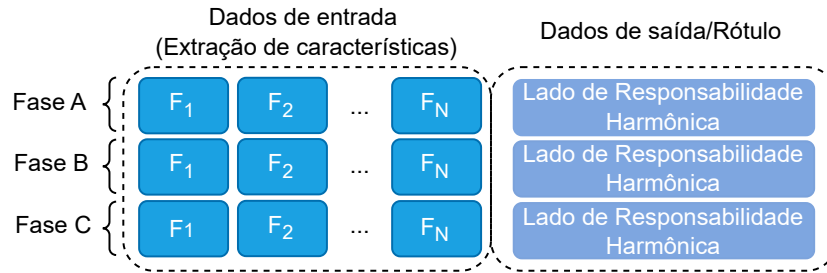 Dados de entrada
(Extração de características)
Dados de saída/Rótulo
Fase A
F1
F2
...
FN
Lado de Responsabilidade
Harmônica
Fase B
F1
F2
...
FN
Lado de Responsabilidade
Harmônica
Fase C
F1
F2
...
FN
Lado de Responsabilidade
Harmônica